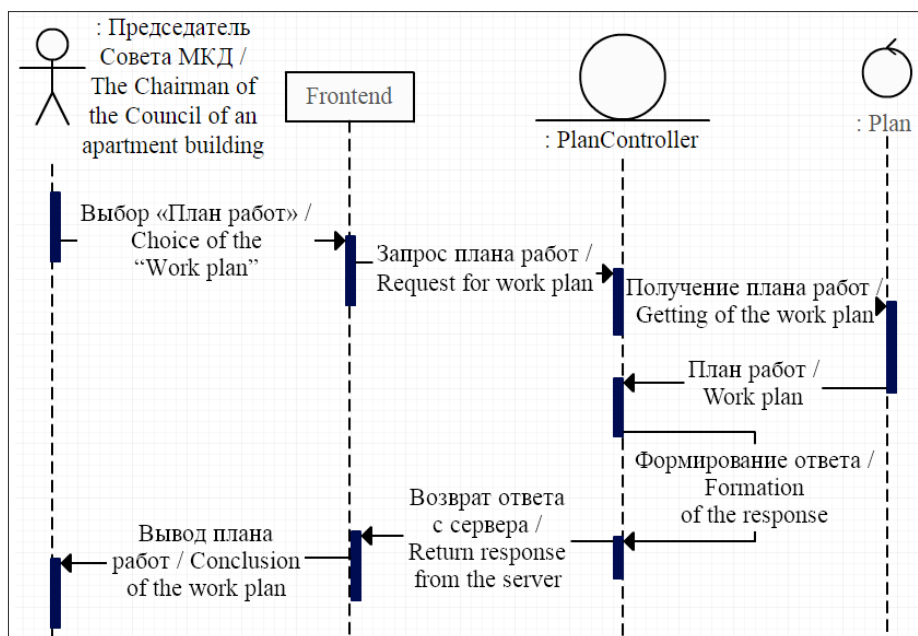 : Председатель
Совета МКД /
The Chairman of
the Council of an
apartment building
Frontend
: PlanController
: Plan
Выбор «План работ» /
Choice of the
“Work plan”
Запрос плана работ /
Request for work plan
Получение плана работ /
Getting of the work plan
План работ /
Work plan
Формирование ответа /
Formation
of the response
Возврат ответа
с сервера /
Return response
from the server
Вывод плана
работ / Conclusion
of the work plan